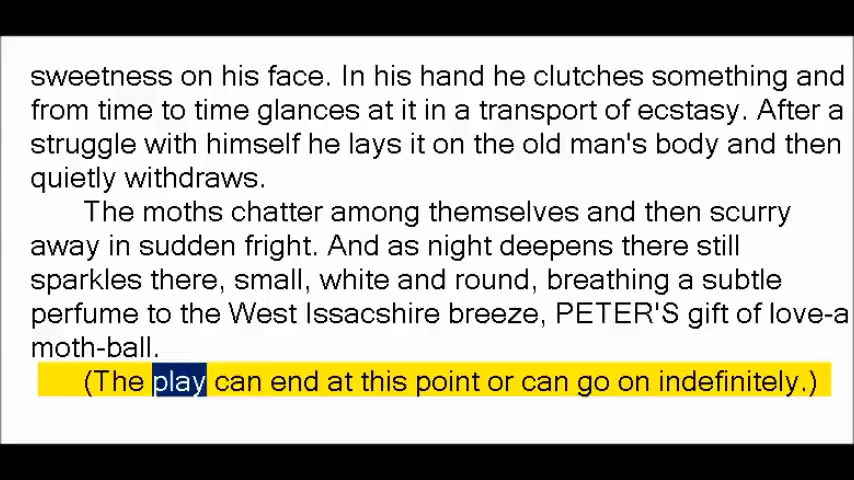 sweetness on his face. In his hand he clutches something and
from time to time glances at it in a transport of ecstasy. After a
struggle with himself he lays it on the old man's body and then
quietly withdraws.
The moths chatter among themselves and then scurry
away in sudden fright. And as night deepens there still
sparkles there, small, white and round, breathing a subtle
perfume to the West Issacshire breeze, PETER'S gift of love-a
moth-ball.
(The play can end at this point or can go on indefinitely.)